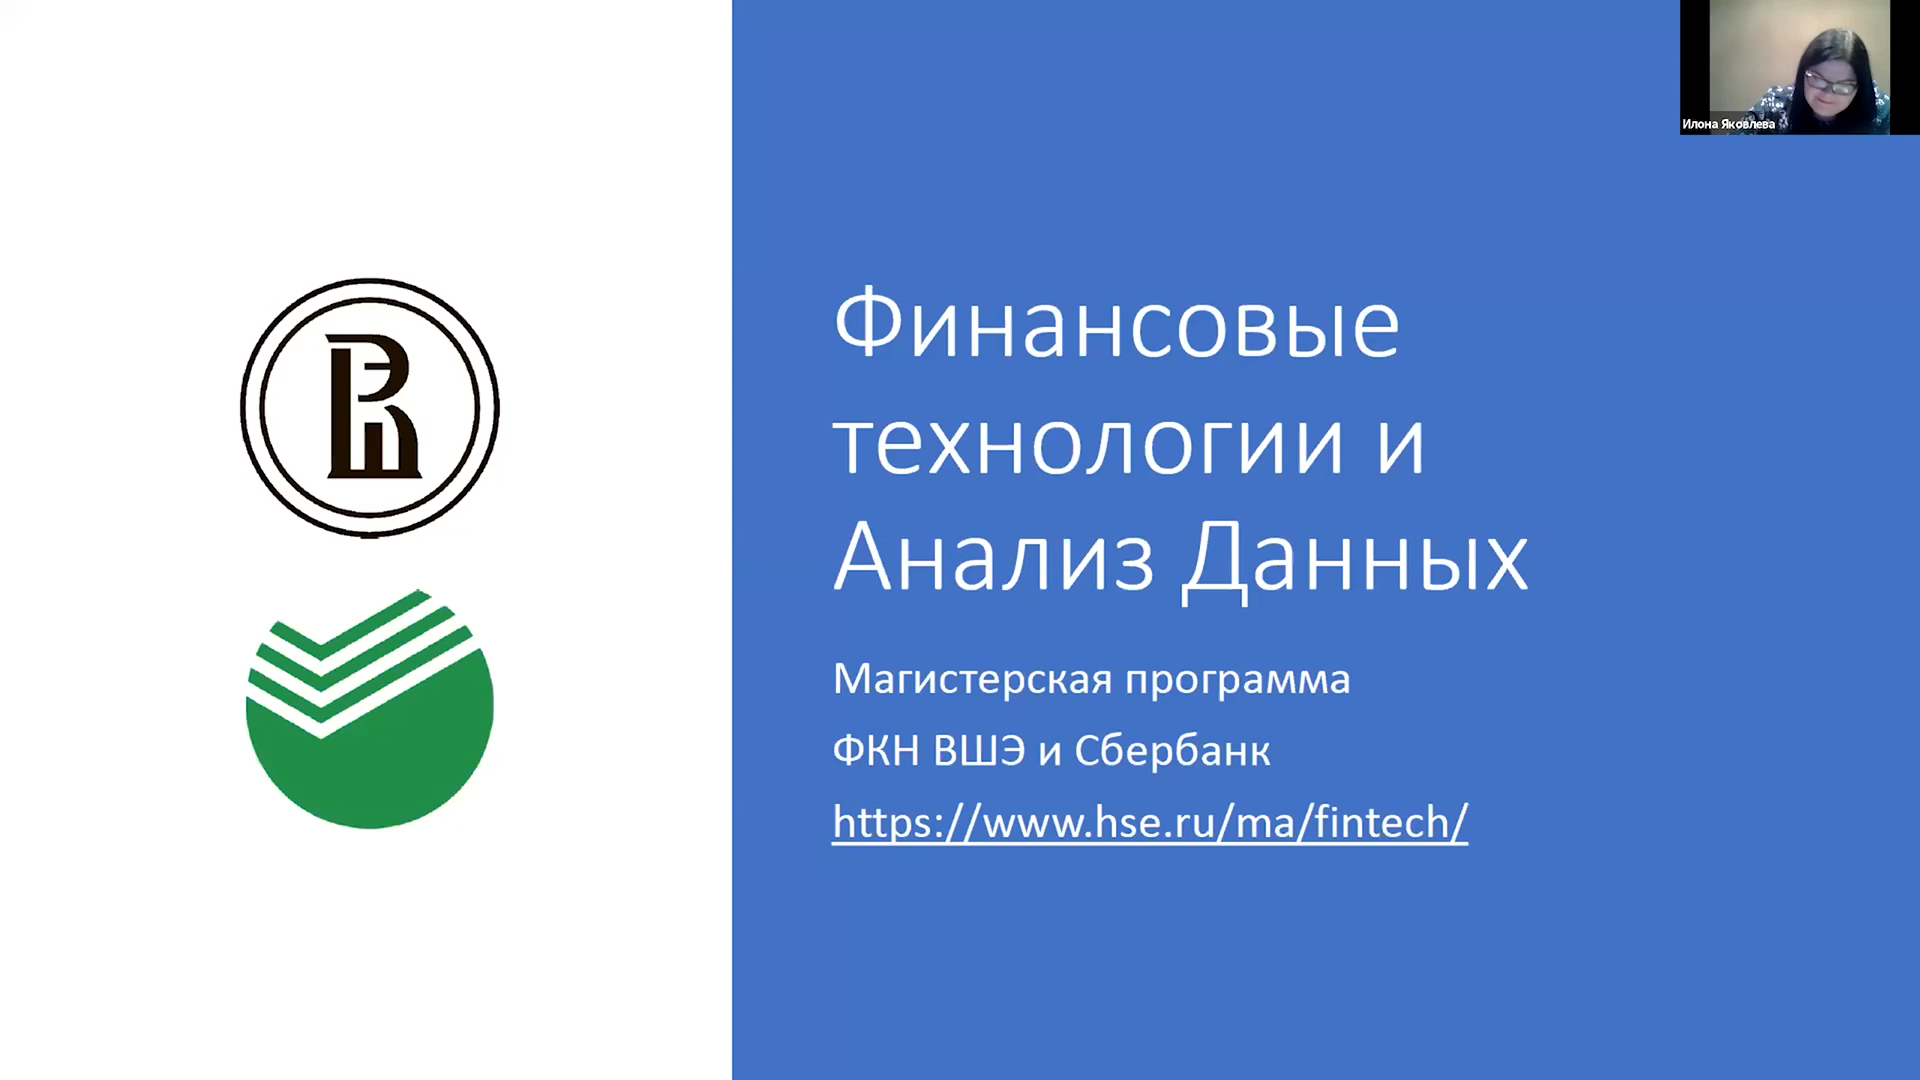 Илона Яковлева
Финансовые
технологии и
Анализ Данных
Магистерская программа
ФКН ВШЭ и Сбербанк
https://www.hse.ru/ma/fintech/